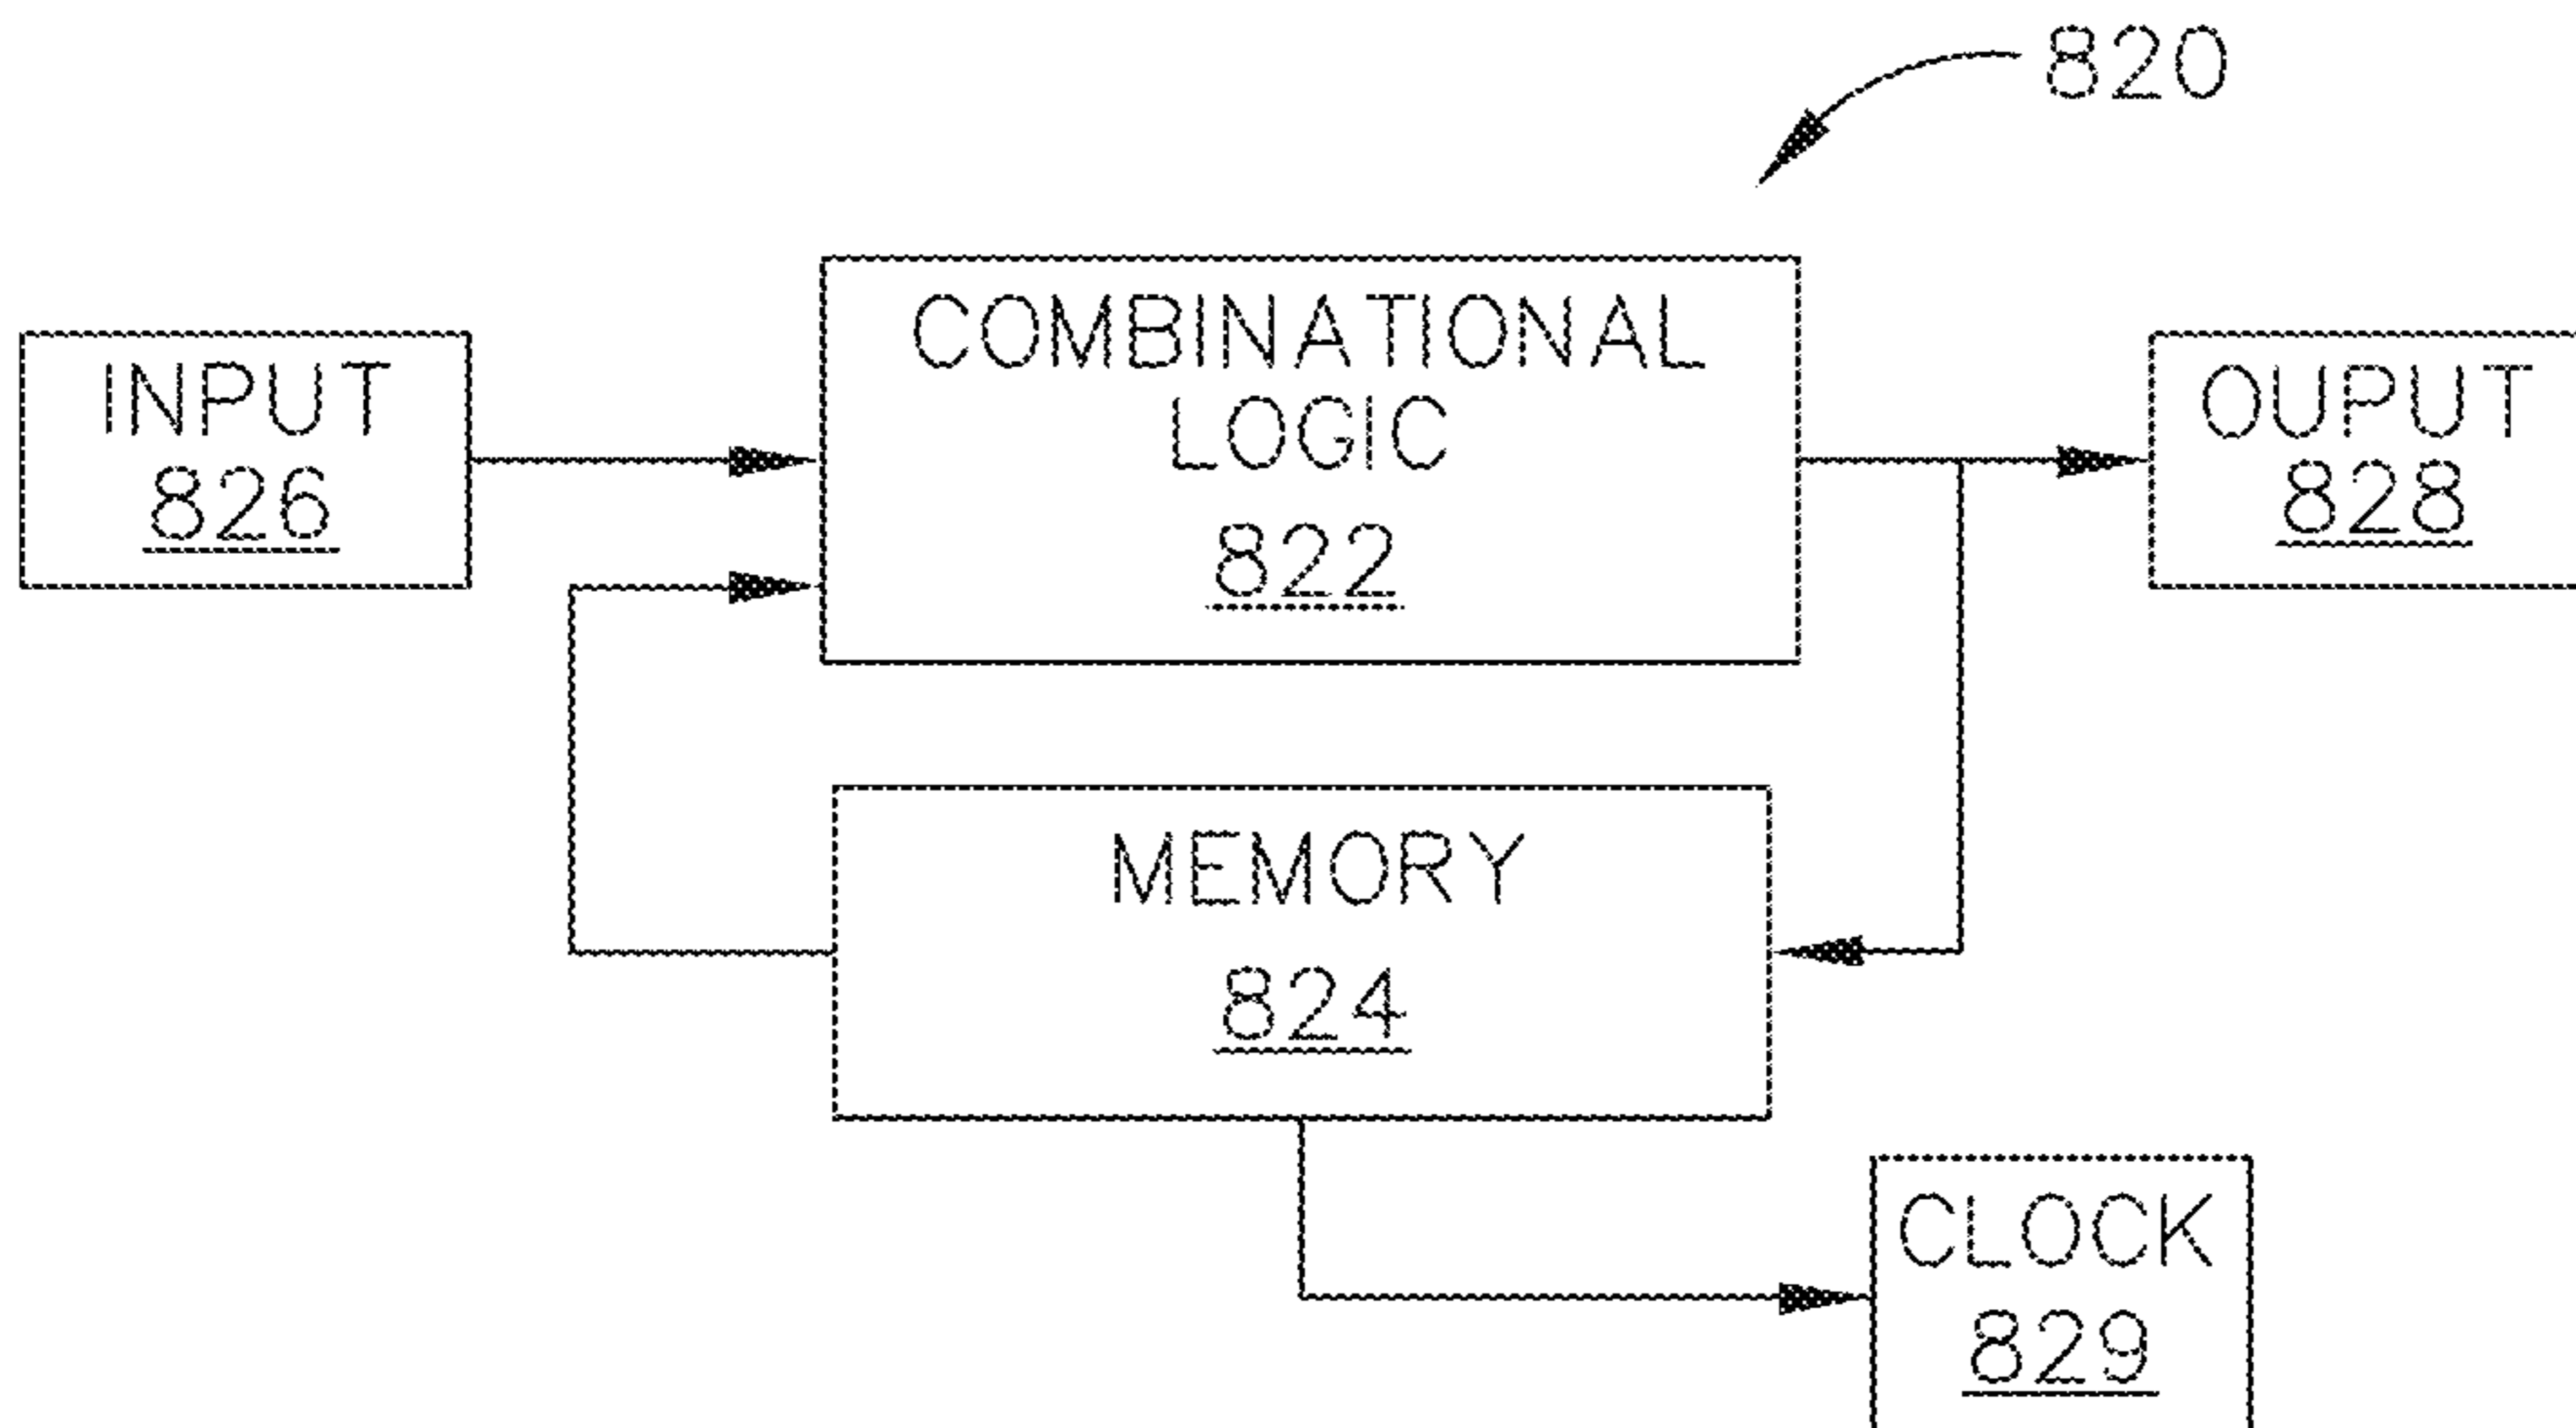 820
INPUT
826
COMBINATIONAL
LOGIC
822
OUPUT
828
MEMORY
824
CLOCK
829